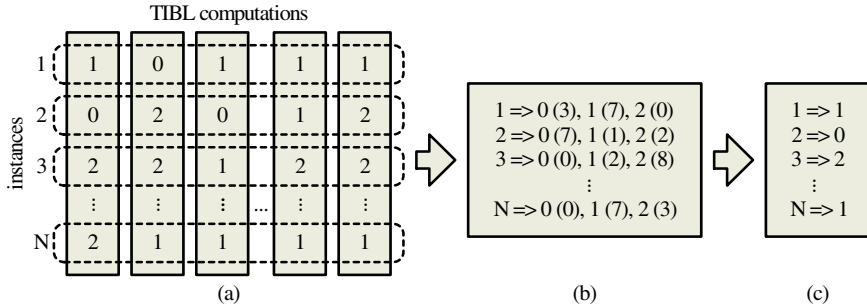 TIBL computations
instances
1 1 0 1 1 1
2 0 2 0 1 2
3 2 2 1 2 2
⋮ ⋮ ⋮ ... ⋮ ⋮
N 2 1 1 1 1
(a)
1 => 0 (3), 1 (7), 2 (0)
2 => 0 (7), 1 (1), 2 (2)
3 => 0 (0), 1 (2), 2 (8)
⋮
N => 0 (0), 1 (7), 2 (3)
(b)
1 => 1
2 => 0
3 => 2
⋮
N => 1
(c)